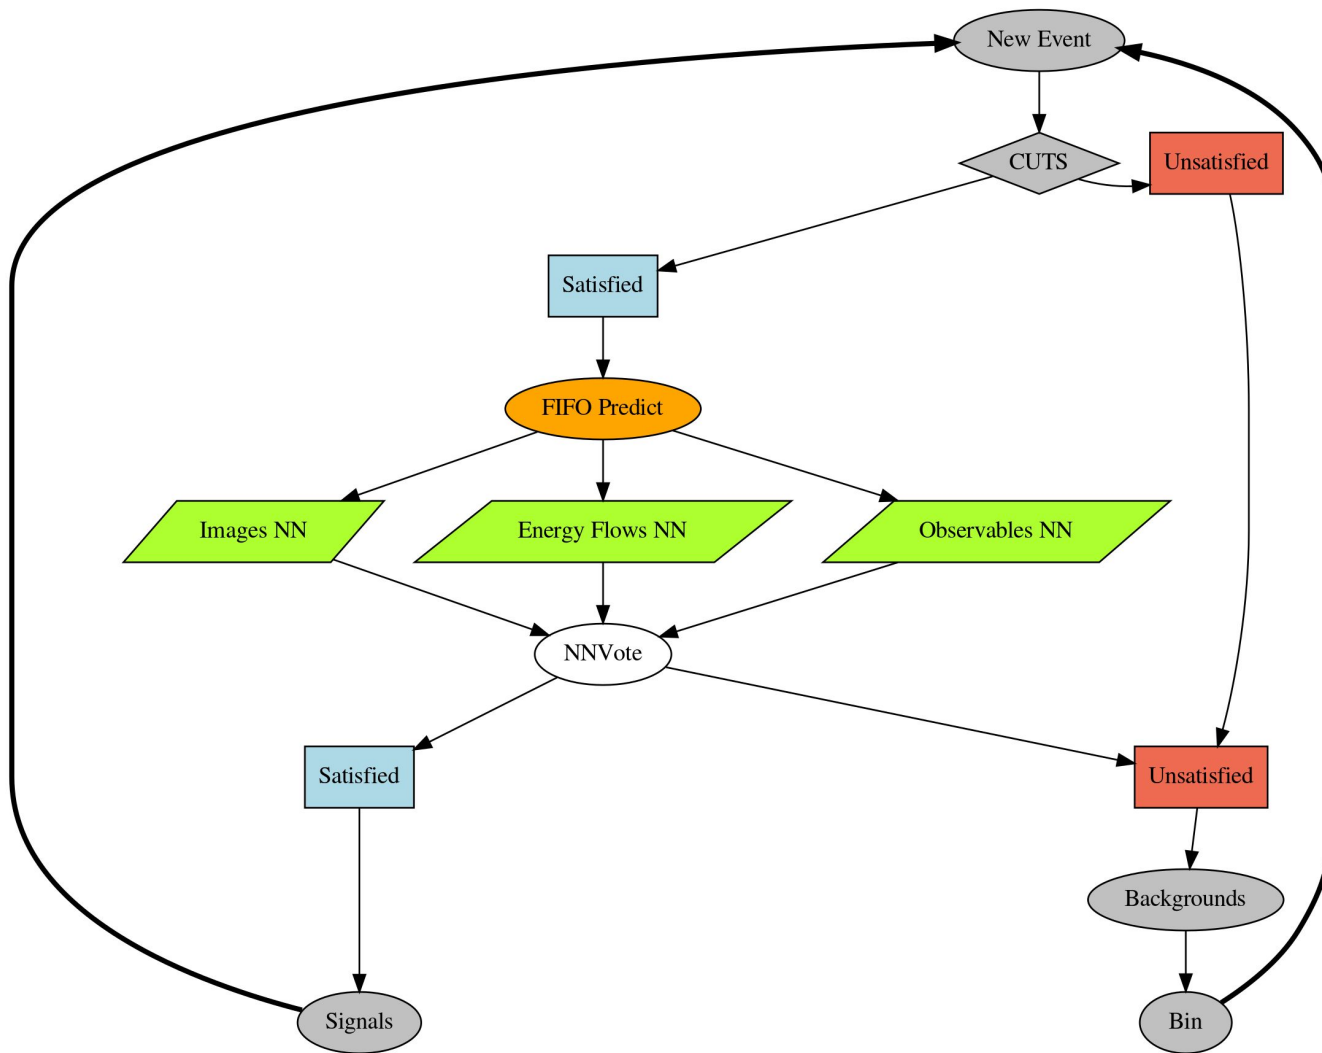 New Event
CUTS
Unsatisfied
Satisfied
FIFO Predict
Images NN
Energy Flows NN
Observables NN
NNVote
Satisfied
Unsatisfied
Backgrounds
Signals
Bin